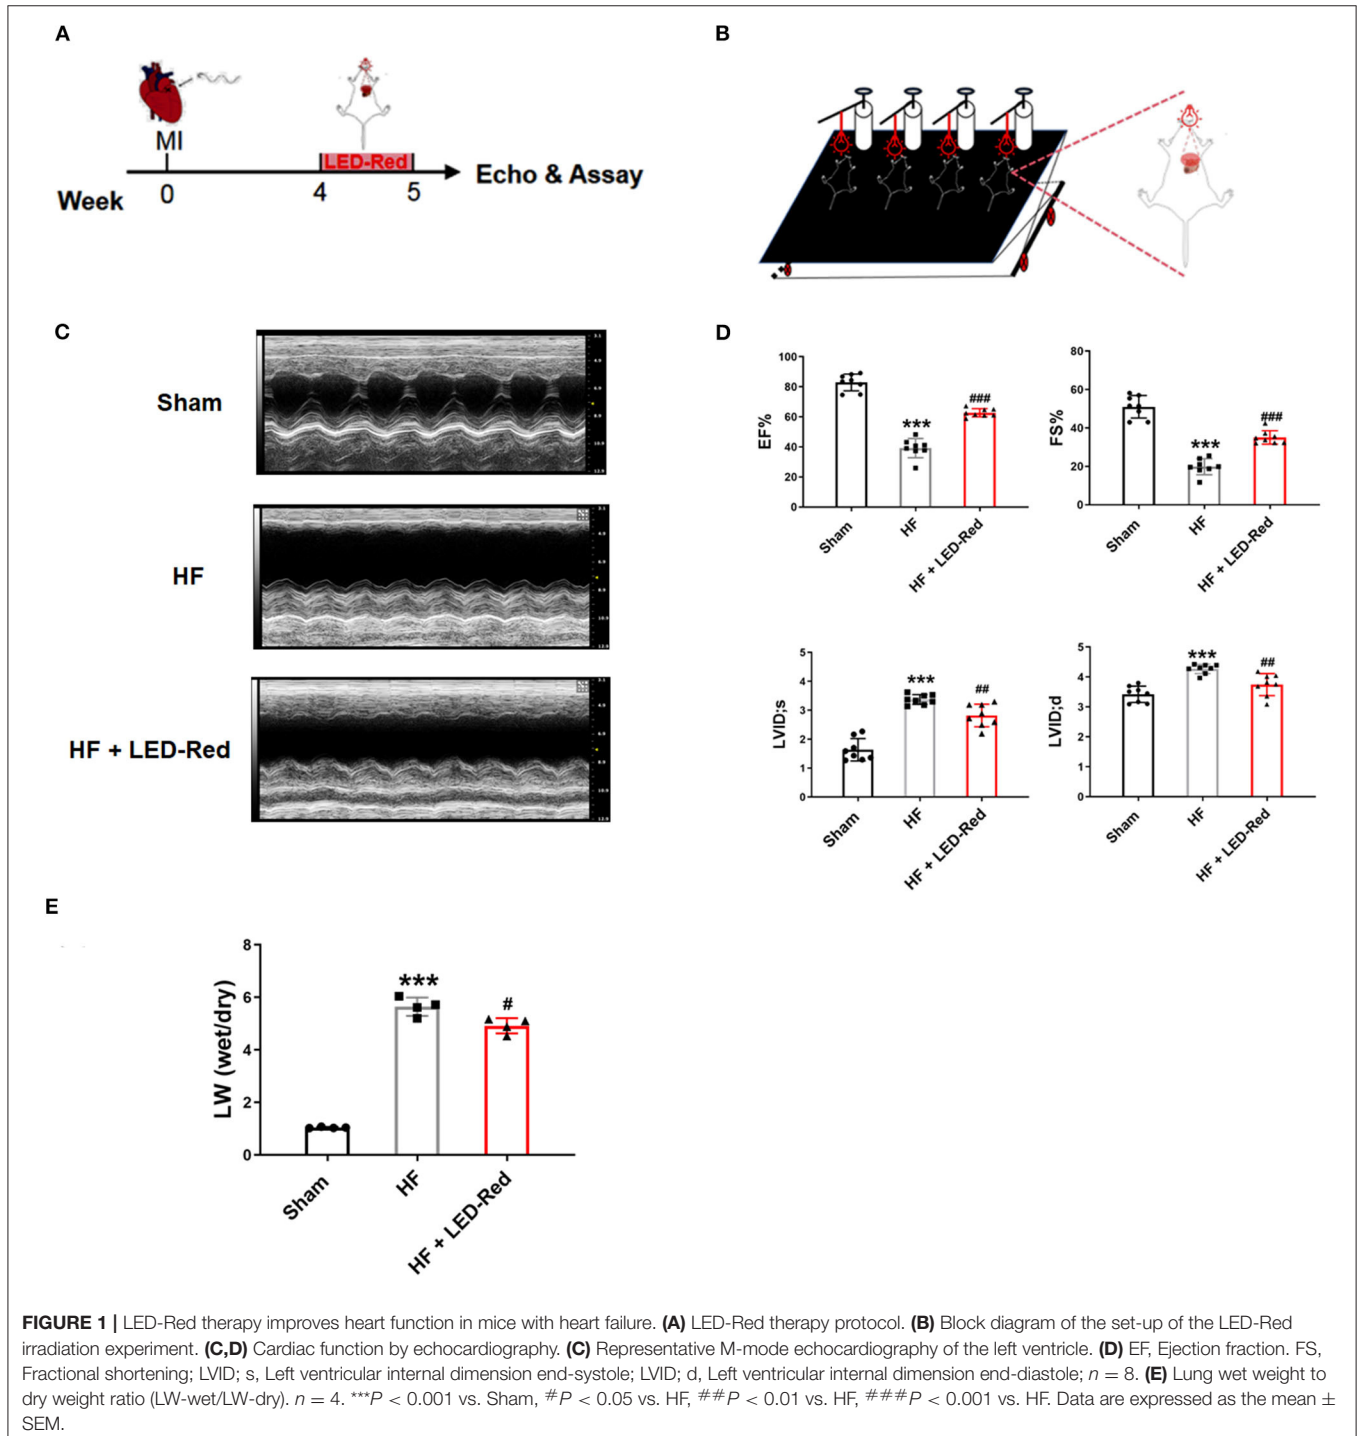 A
MI
LED-Red
Week
0
4
5
Echo & Assay
B
C
Sham
HF
HF + LED-Red
D
EF%
100
80
60
40
20
0
***
###
Sham
HF
HF + LED-Red
FS%
80
60
40
20
0
***
###
Sham
HF
HF + LED-Red
LVID;s
5
4
3
2
1
0
***
##
Sham
HF
HF + LED-Red
LVID;d
5
4
3
2
1
0
***
##
Sham
HF
HF + LED-Red
E
LW (wet/dry)
8
6
4
2
0
***
#
Sham
HF
HF + LED-Red
FIGURE 1 | LED-Red therapy improves heart function in mice with heart failure. (A) LED-Red therapy protocol. (B) Block diagram of the set-up of the LED-Red
irradiation experiment. (C,D) Cardiac function by echocardiography. (C) Representative M-mode echocardiography of the left ventricle. (D) EF, Ejection fraction. FS,
Fractional shortening; LVID; s, Left ventricular internal dimension end-systole; LVID; d, Left ventricular internal dimension end-diastole; n = 8. (E) Lung wet weight to
dry weight ratio (LW-wet/LW-dry). n = 4. ***P < 0.001 vs. Sham, #P < 0.05 vs. HF, ##P < 0.01 vs. HF, ###P < 0.001 vs. HF. Data are expressed as the mean ±
SEM.